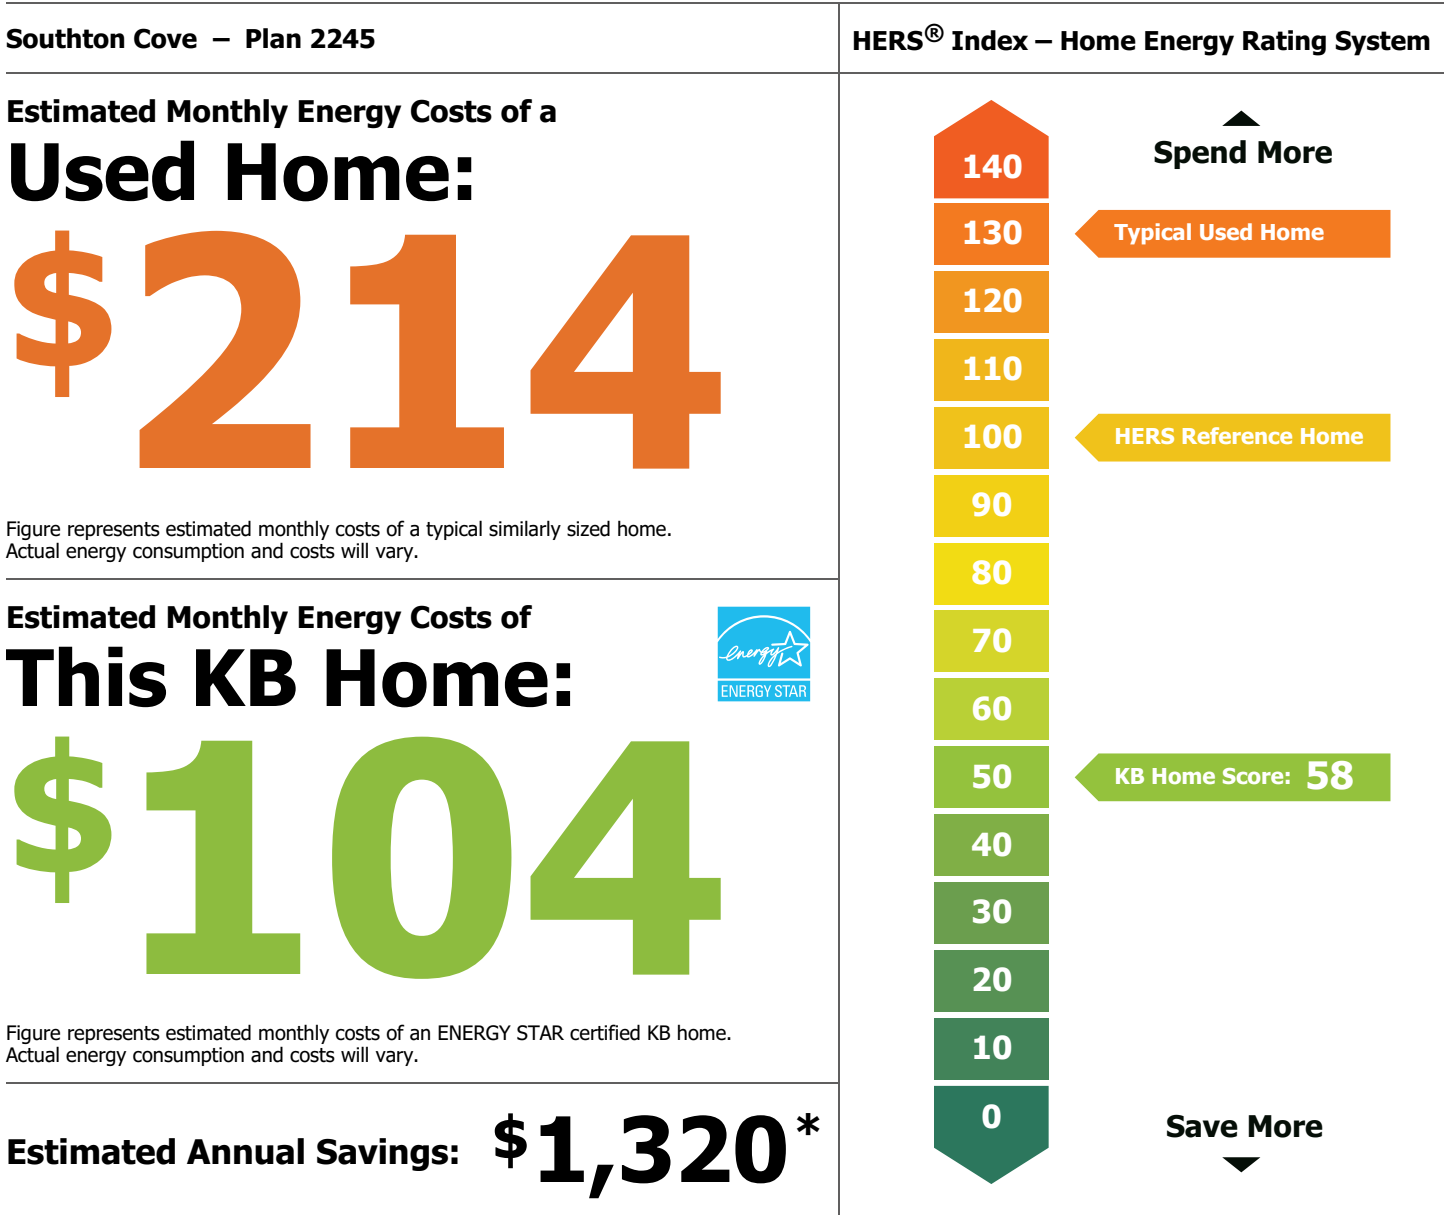 Southton Cove – Plan 2245
Estimated Monthly Energy Costs of a
Used Home:
$214
Figure represents estimated monthly costs of a typical similarly sized home.
Actual energy consumption and costs will vary.
Estimated Monthly Energy Costs of
This KB Home:
energy
ENERGY STAR
$104
Figure represents estimated monthly costs of an ENERGY STAR certified KB home.
Actual energy consumption and costs will vary.
Estimated Annual Savings: $1,320*
HERS® Index – Home Energy Rating System
Spend More
140
130 Typical Used Home
120
110
100 HERS Reference Home
90
80
70
60
50 KB Home Score: 58
40
30
20
10
0
Save More